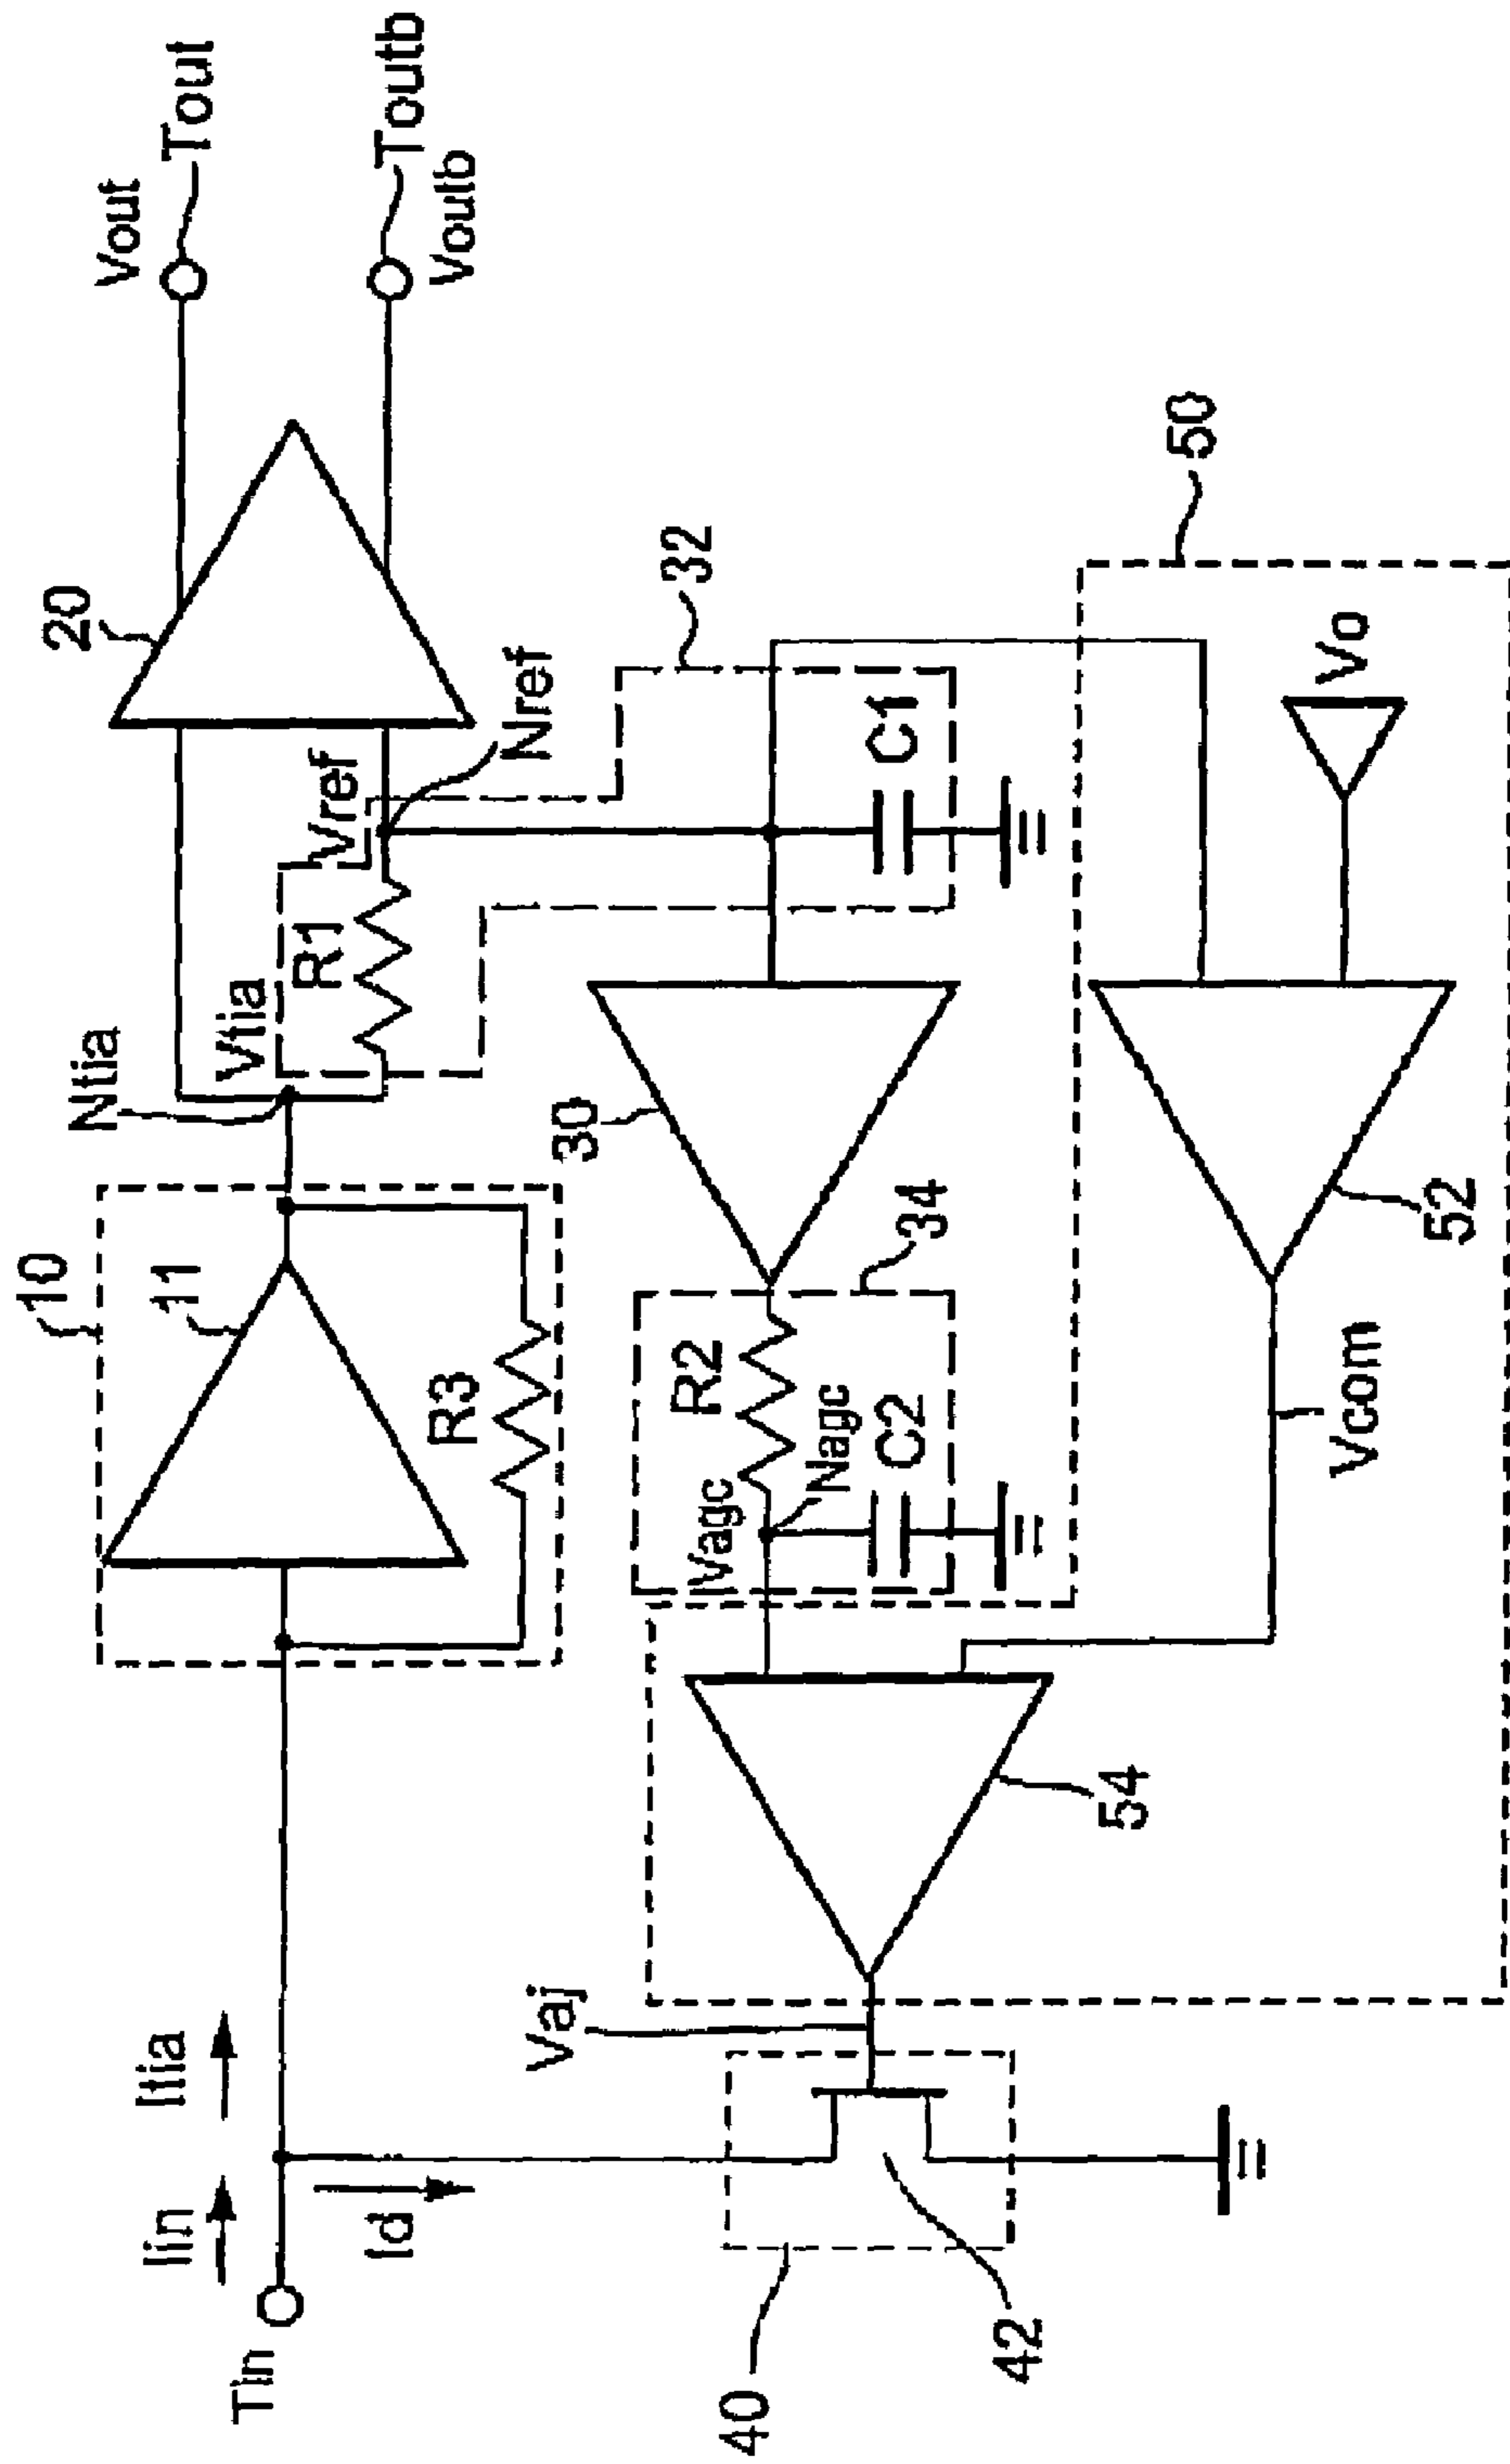 10
11
R3
Ntia
Vtia
R1
Vref
Nref
20
Vout
Tout
Toutb
Voutb
Iin
Itia
Tin
Id
32
C1
30
34
R2
Vagc
Nagc
C2
50
Vo
52
Vcom
54
Vaj
40
42